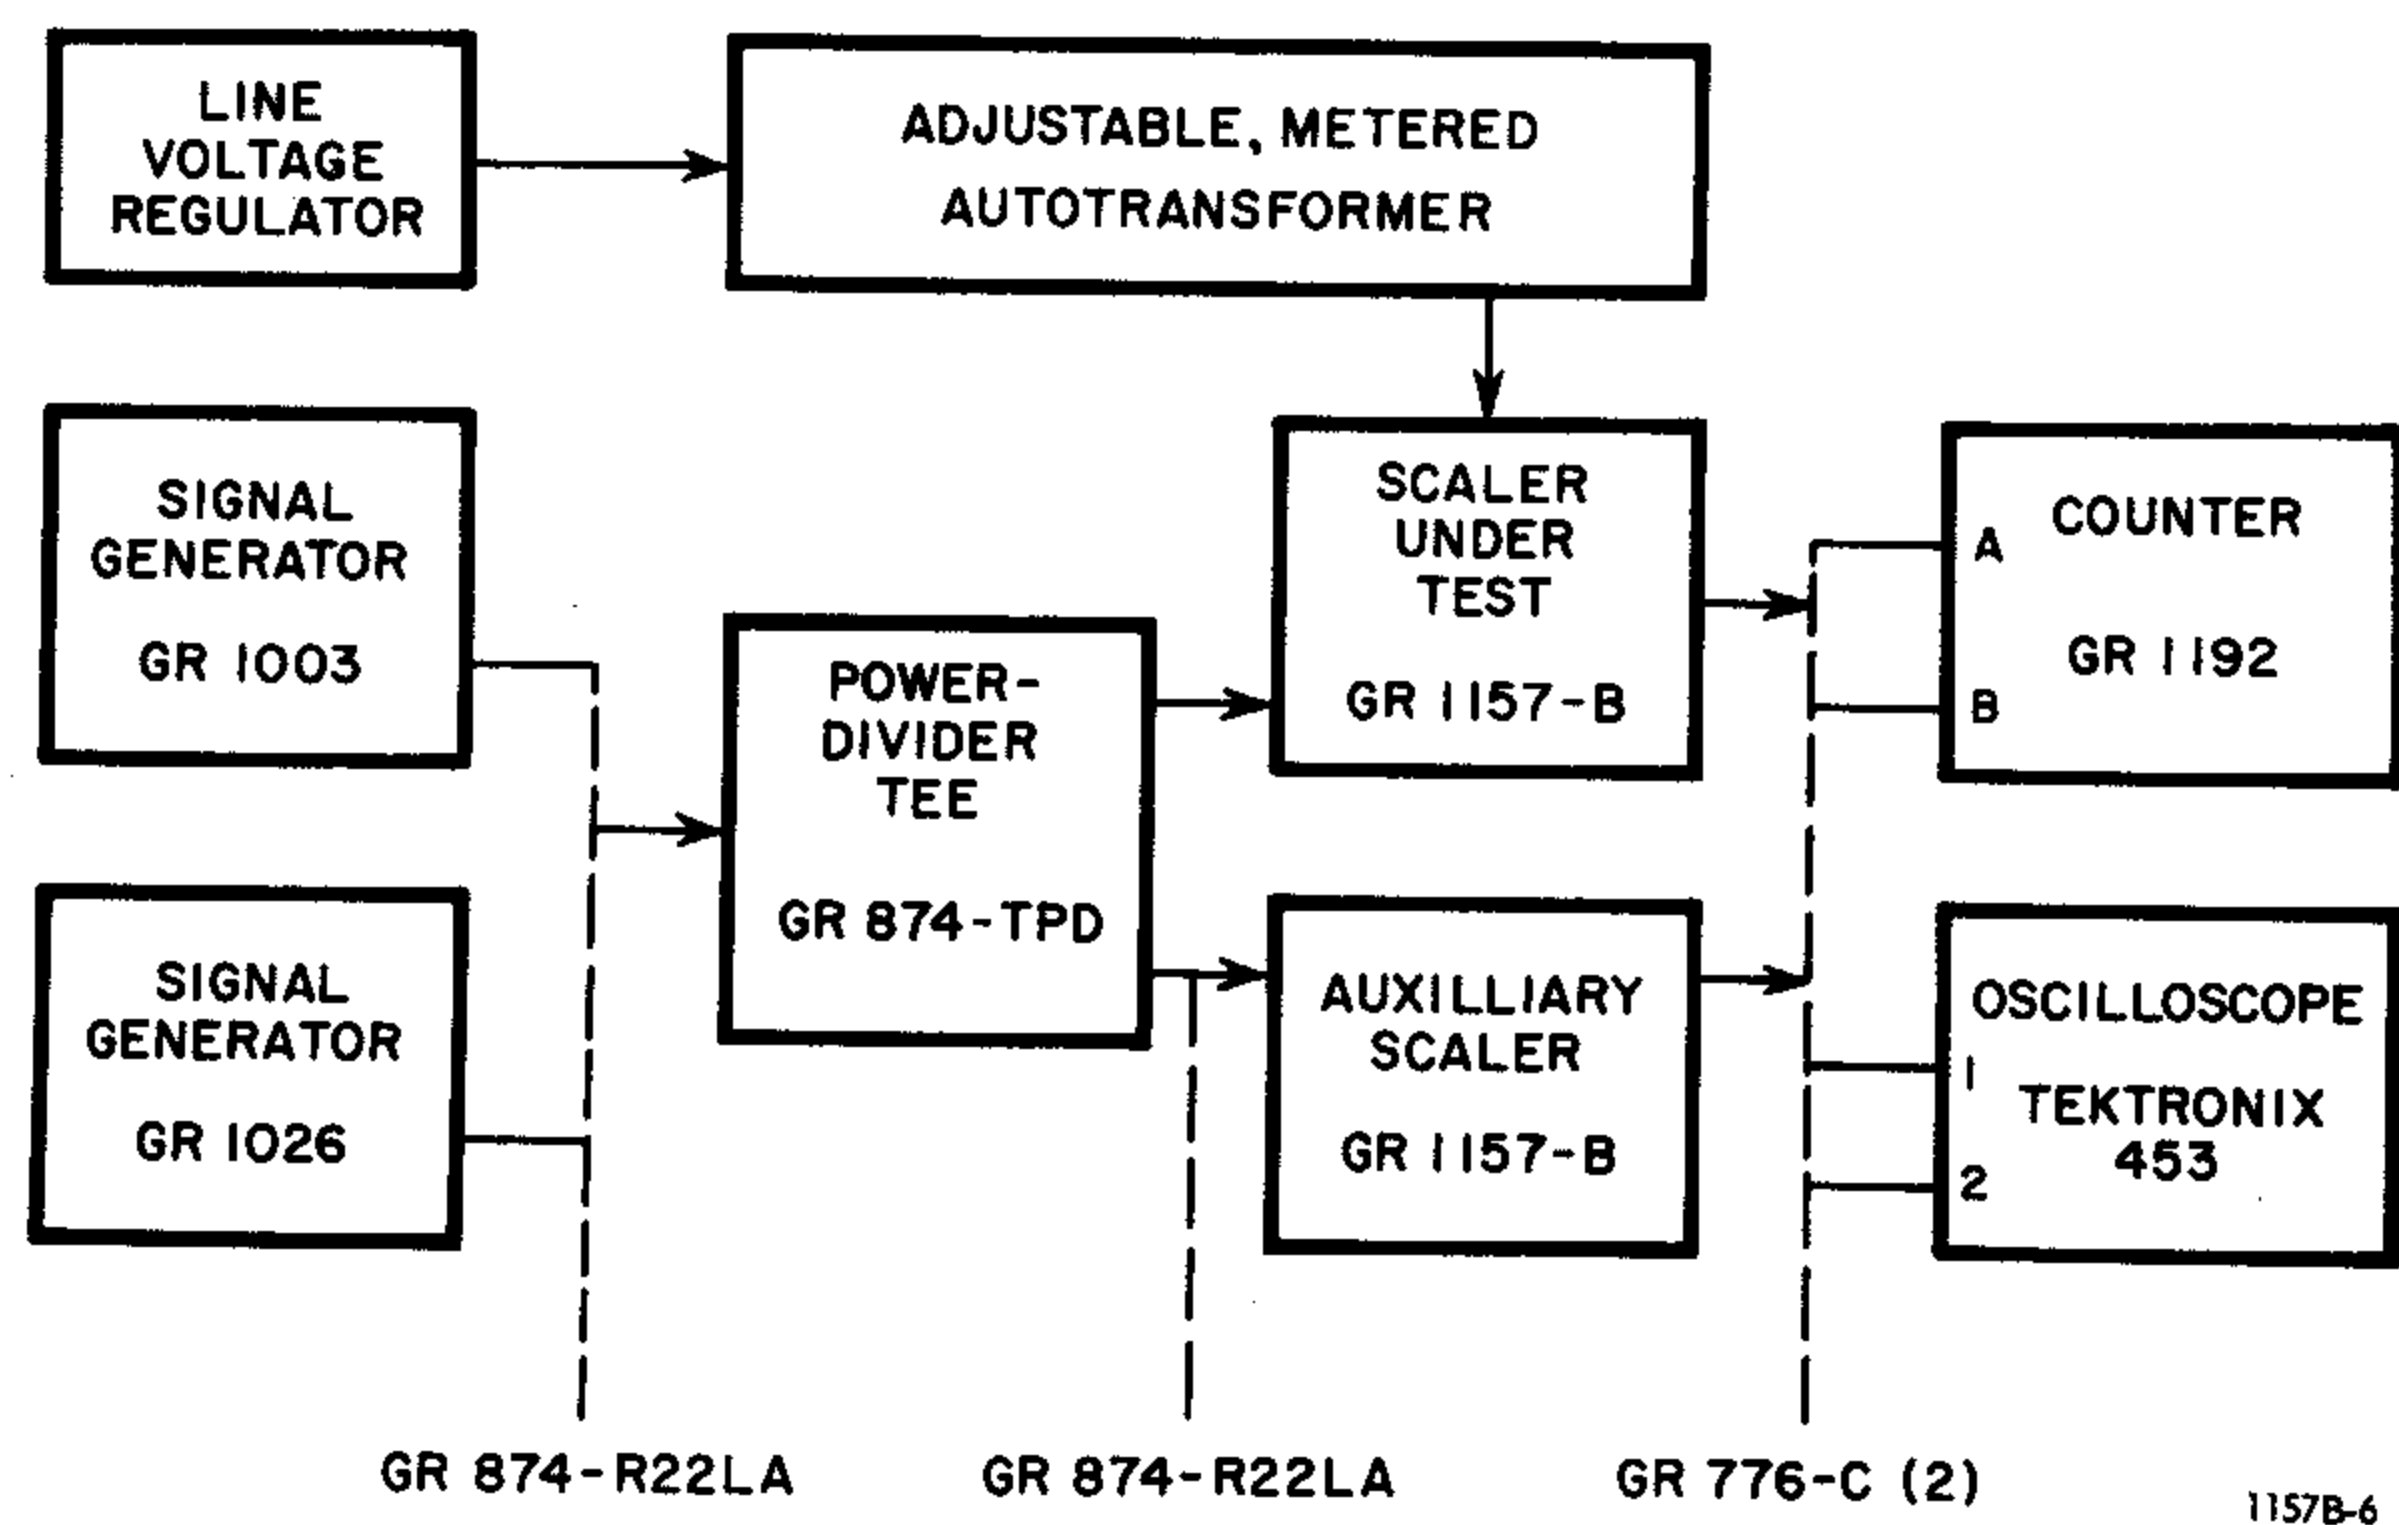 LINE
VOLTAGE
REGULATOR
ADJUSTABLE, METERED
AUTOTRANSFORMER
SIGNAL
GENERATOR
GR 1003
SIGNAL
GENERATOR
GR 1026
POWER-
DIVIDER
TEE
GR 874-TPD
SCALER
UNDER
TEST
GR 1157-B
AUXILLIARY
SCALER
GR 1157-B
COUNTER
A
GR 1192
B
OSCILLOSCOPE
1
TEKTRONIX
453
2
GR 874-R22LA
GR 874-R22LA
GR 776-C (2)
1157B-6